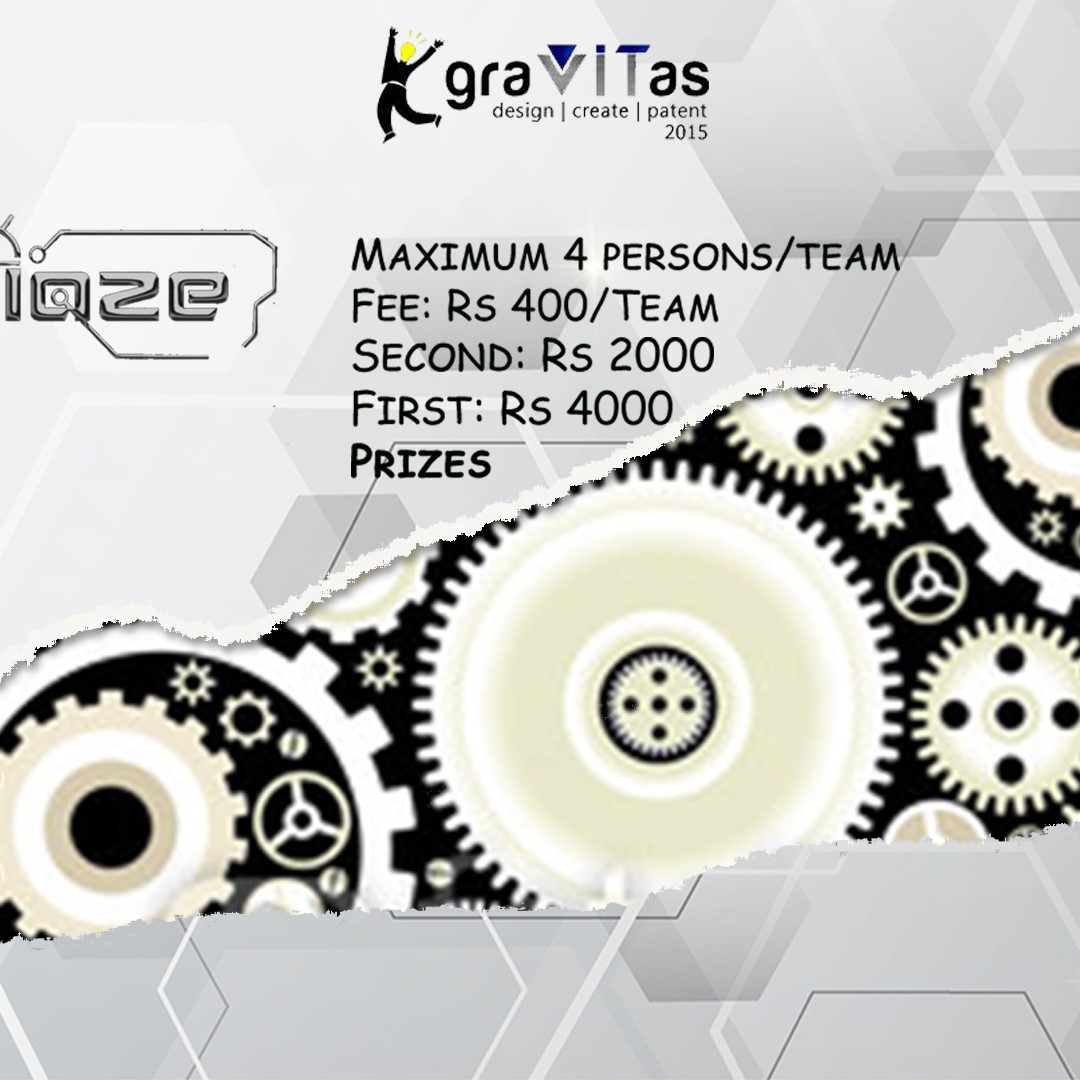 graVITas
design | create | patent
2015
MAXIMUM 4 PERSONS/TEAM
FEE: RS 400/TEAM
SECOND: RS 2000
FIRST: RS 4000
PRIZES